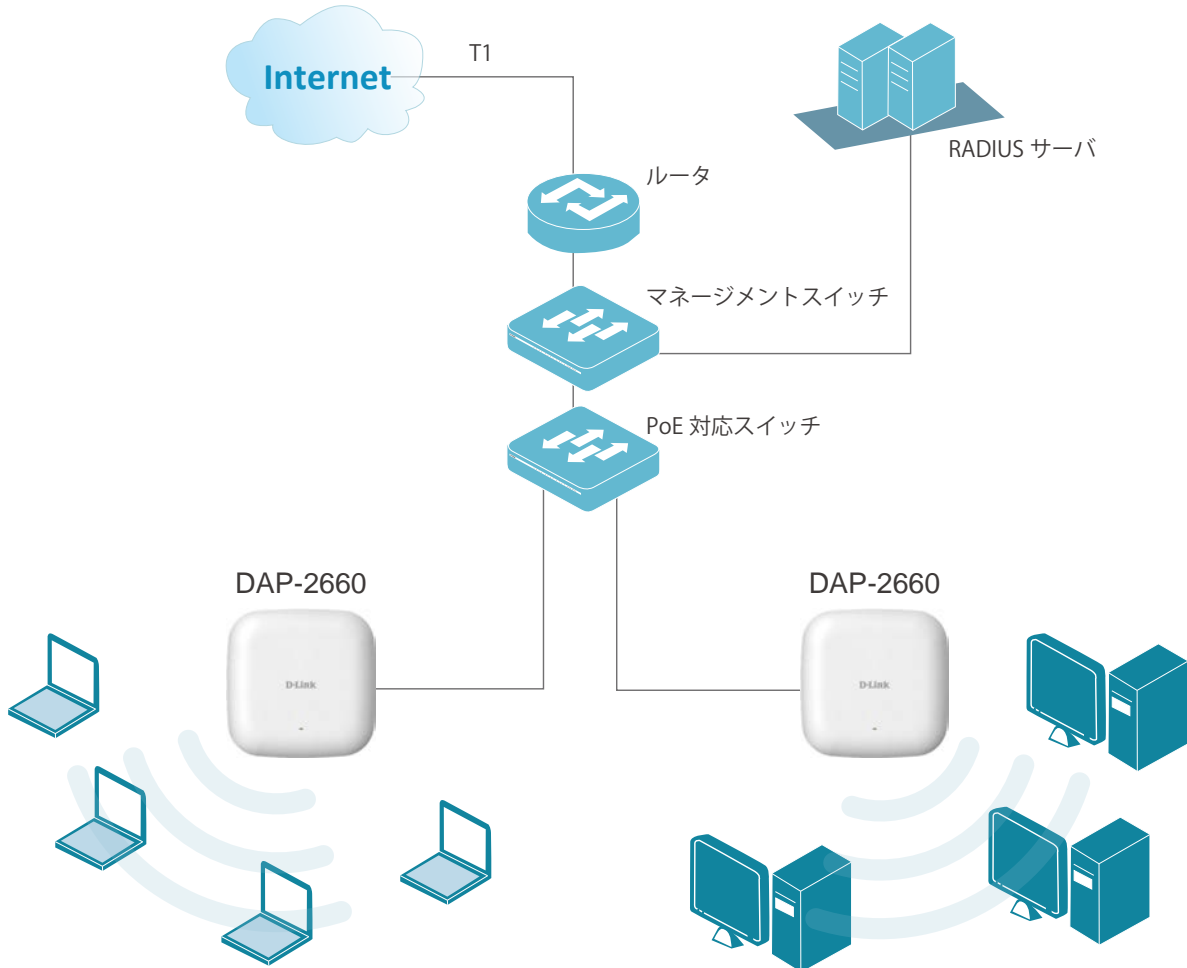 T1
Internet
RADIUS サーバ
ルータ
マネージメントスイッチ
PoE 対応スイッチ
DAP-2660
DAP-2660
D-Link
D-Link